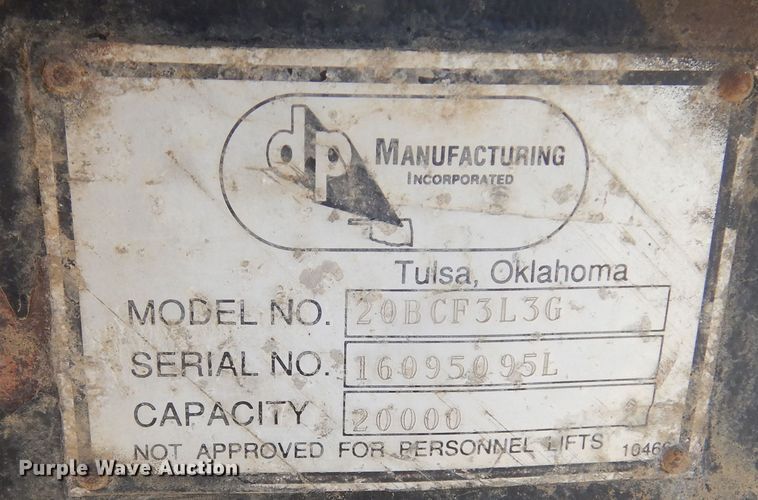 dp MANUFACTURING
INCORPORATED
Tulsa, Oklahoma
MODEL NO. 20BCF3L3G
SERIAL NO. 16095095L
CAPACITY 20000
NOT APPROVED FOR PERSONNEL LIFTS
Purple Wave Auction